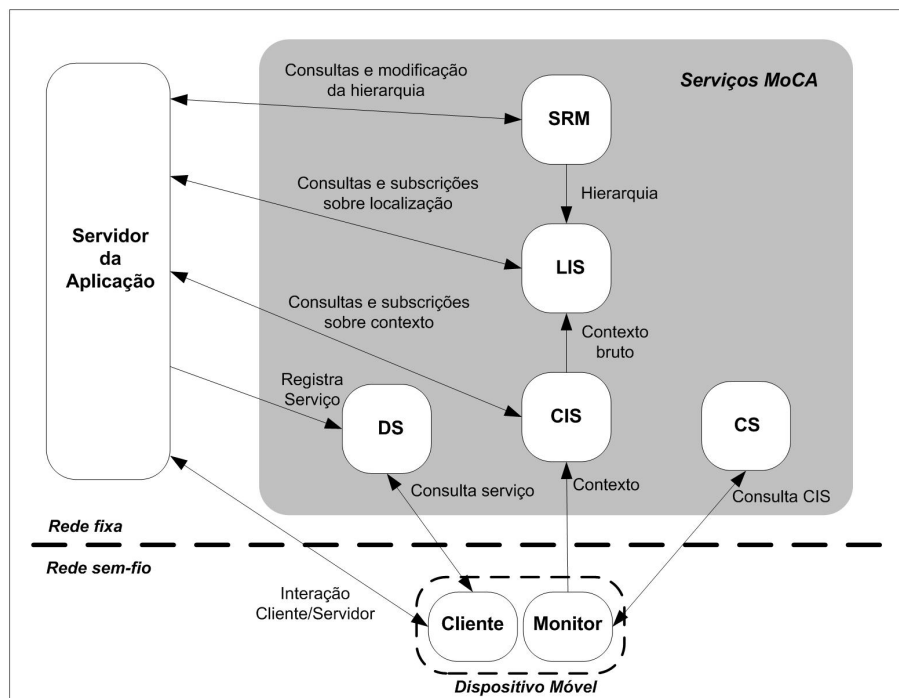 Consultas e modificação
da hierarquia
Serviços MoCA
SRM
Hierarquia
Consultas e subscrições
sobre localização
Servidor
da
Aplicação
LIS
Consultas e subscrições
sobre contexto
Contexto
bruto
Registra
Serviço
DS
CIS
CS
Consulta serviço
Contexto
Consulta CIS
Rede fixa
Rede sem-fio
Interação
Cliente/Servidor
Cliente
Monitor
Dispositivo Móvel